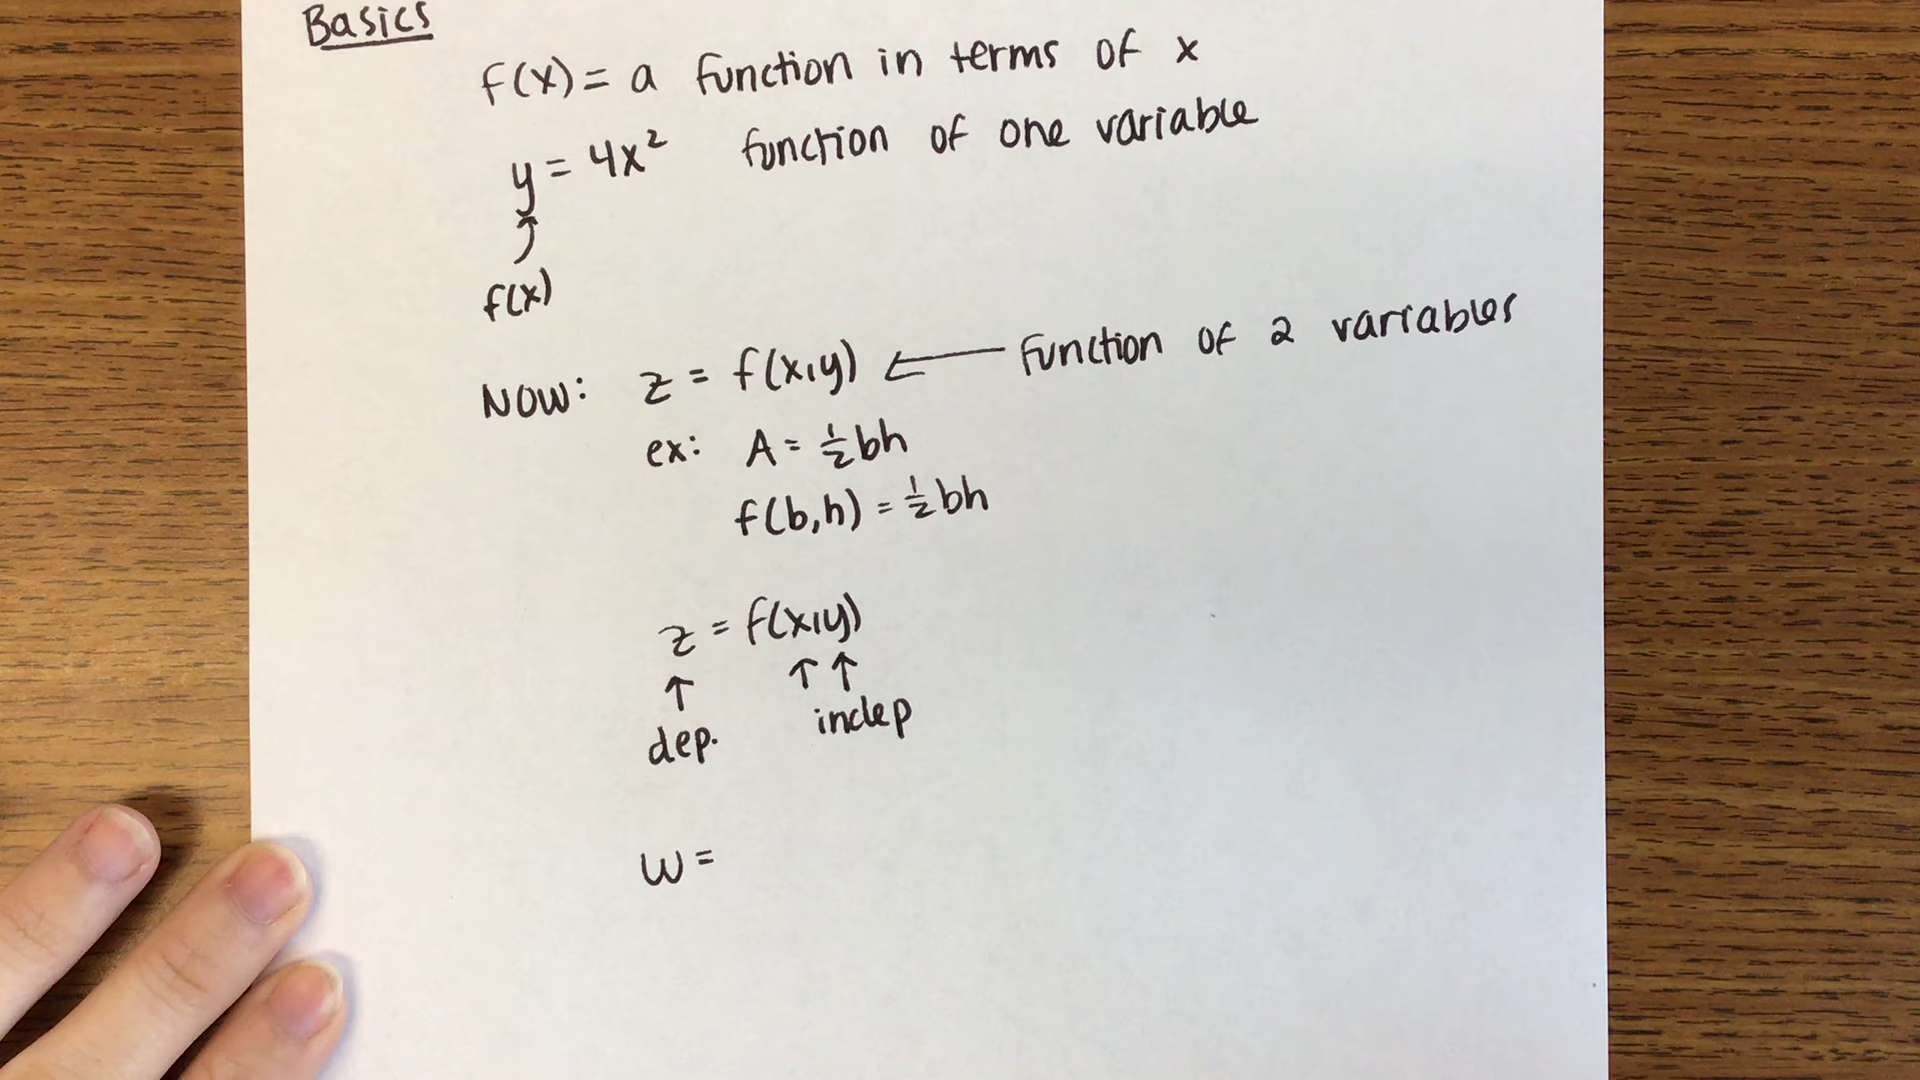 Basics
f(x) = a function in terms of x
y = 4x² function of one variable
f(x)
NOW: z = f(x,y) ← function of 2 variables
ex: A = ½bh
f(b,h) = ½bh
z = f(x,y)
↑ ↑ ↑
dep. indep
w =